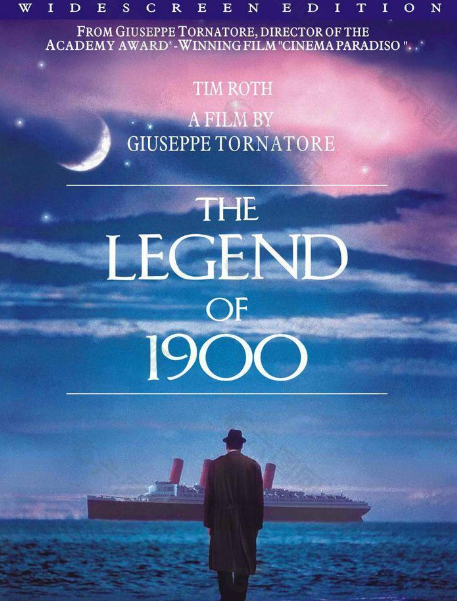 WIDESCREEN EDITION
FROM GIUSEPPE TORNATORE, DIRECTOR OF THE
ACADEMY AWARD®-WINNING FILM "CINEMA PARADISO".
TIM ROTH
A FILM BY
GIUSEPPE TORNATORE
THE
LEGEND
OF
1900